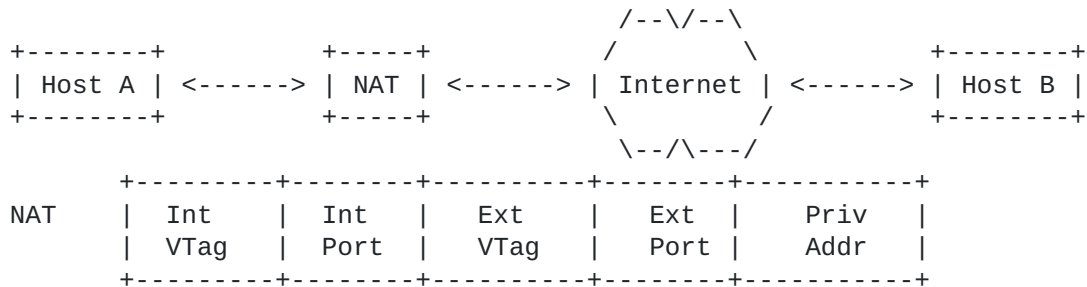 /--\/--\
+--------+          +-----+           /        \           +--------+
| Host A | <------> | NAT | <------> | Internet | <------> | Host B |
+--------+          +-----+           \         /          +--------+
                                       \--/\---/
       +---------+--------+----------+--------+-----------+
NAT    |  Int    |  Int   |   Ext    |   Ext  |    Priv   |
       |  VTag   |  Port  |   VTag   |   Port |    Addr   |
       +---------+--------+----------+--------+-----------+